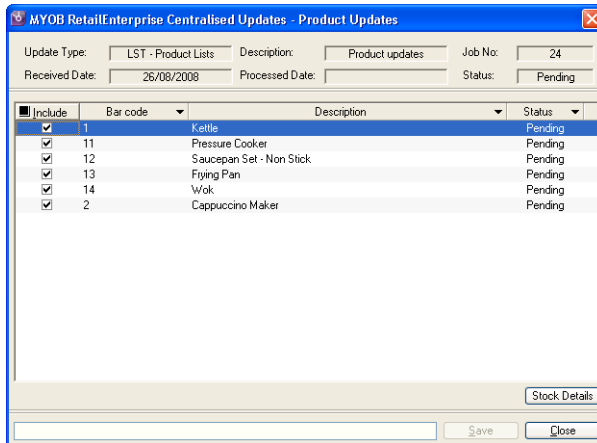 MYOB RetailEnterprise Centralised Updates - Product Updates
Update Type: LST - Product Lists Description: Product updates Job No: 24
Received Date: 26/08/2008 Processed Date: Status: Pending
Include Bar code Description Status
1 Kettle Pending
11 Pressure Cooker Pending
12 Saucepan Set - Non Stick Pending
13 Frying Pan Pending
14 Wok Pending
2 Cappuccino Maker Pending
Stock Details
Save Close